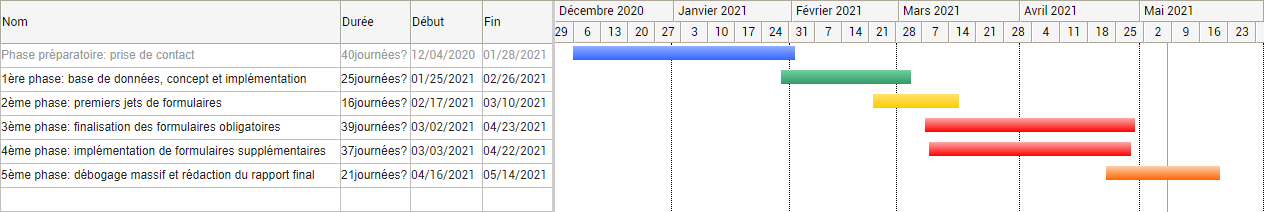 Nom Durée Début Fin Décembre 2020 Janvier 2021 Février 2021 Mars 2021 Avril 2021 Mai 2021
29 6 13 20 27 3 10 17 24 31 7 14 21 28 7 14 21 28 4 11 18 25 2 9 16 23
Phase préparatoire: prise de contact 40journées? 12/04/2020 01/28/2021
1ère phase: base de données, concept et implémentation 25journées? 01/25/2021 02/26/2021
2ème phase: premiers jets de formulaires 16journées? 02/17/2021 03/10/2021
3ème phase: finalisation des formulaires obligatoires 39journées? 03/02/2021 04/23/2021
4ème phase: implémentation de formulaires supplémentaires 37journées? 03/03/2021 04/22/2021
5ème phase: débogage massif et rédaction du rapport final 21journées? 04/16/2021 05/14/2021